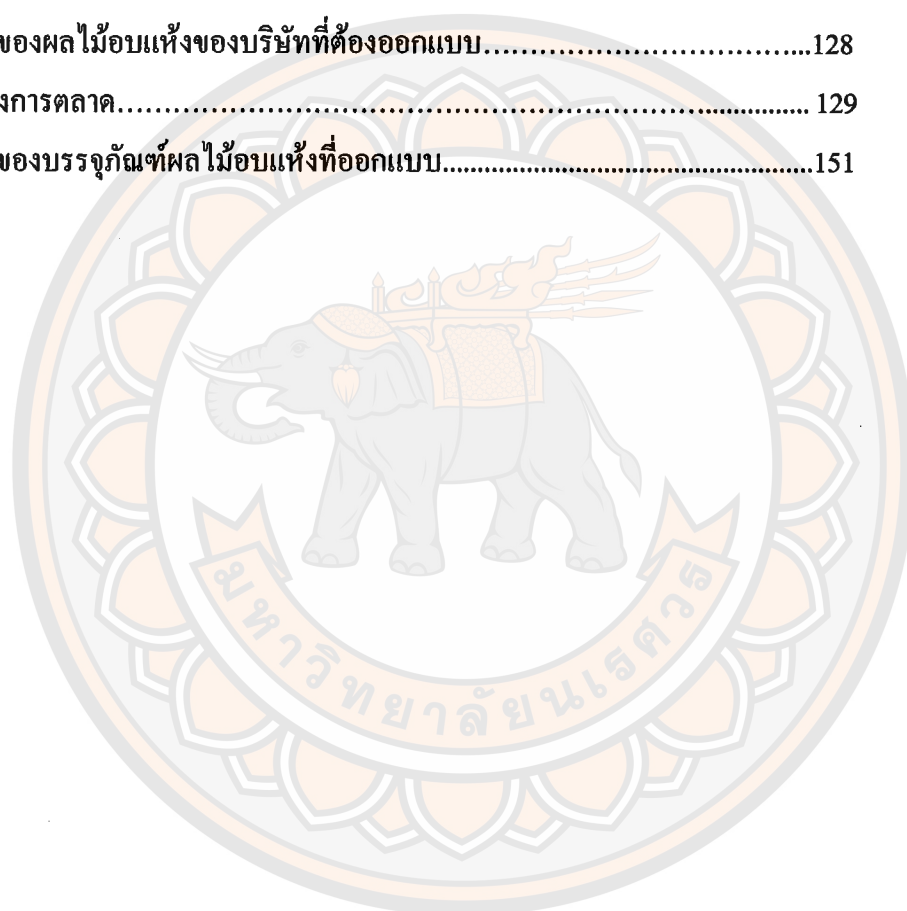 ของผลไม้อบแห้งของบริษัทที่ต้องออกแบบ.......................................128
งการตลาด........................................................................................ 129
ของบรรจุภัณฑ์ผลไม้อบแห้งที่ออกแบบ..............................................151
มหาวิทยาลัยนเรศวร